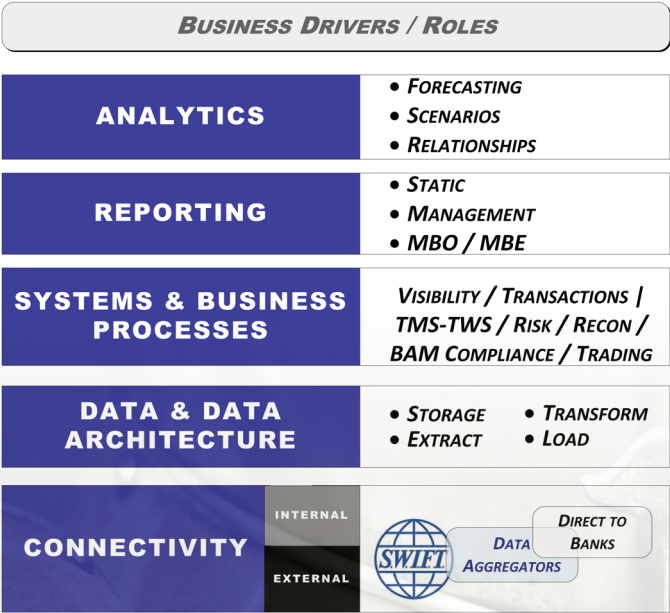 BUSINESS DRIVERS / ROLES
ANALYTICS
• FORECASTING
• SCENARIOS
• RELATIONSHIPS
REPORTING
• STATIC
• MANAGEMENT
• MBO / MBE
SYSTEMS & BUSINESS
PROCESSES
VISIBILITY / TRANSACTIONS |
TMS-TWS / RISK / RECON /
BAM COMPLIANCE / TRADING
DATA & DATA
ARCHITECTURE
• STORAGE
• EXTRACT
• TRANSFORM
• LOAD
CONNECTIVITY
INTERNAL
EXTERNAL
S.W.I.F.T.
DATA
AGGREGATORS
DIRECT TO
BANKS